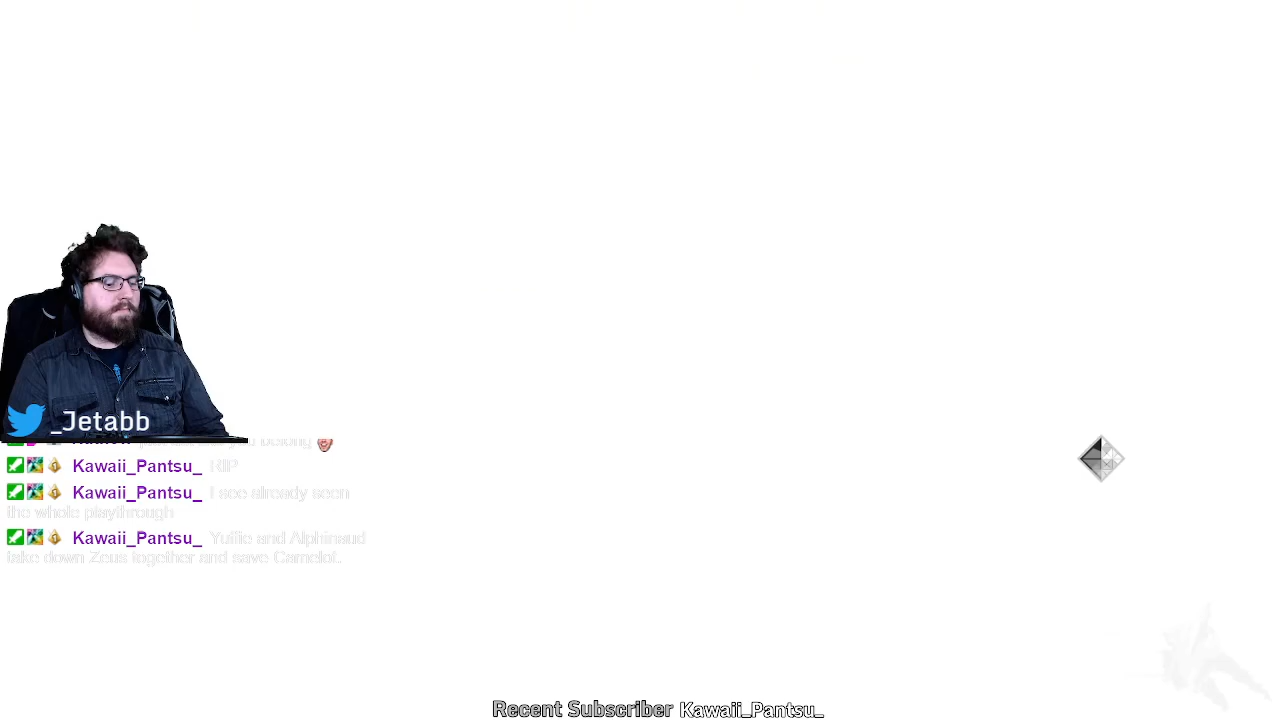 _Jetabb
Kawaii_Pantsu_ RIP
Kawaii_Pantsu_ I see already seen
the whole playthrough
Kawaii_Pantsu_ Yuffie and Alphinaud
take down Zeus together and save Camelot.
Recent Subscriber Kawaii_Pantsu_